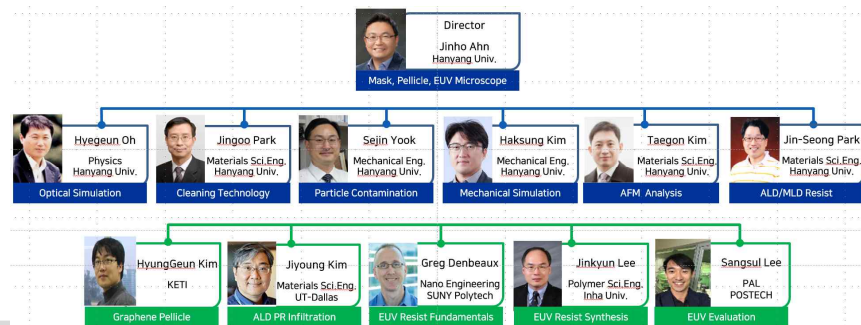 Director
Jinho Ahn
Hanyang Univ.
Mask, Pellicle, EUV Microscope
Hyegeun Oh
Physics
Hanyang Univ.
Optical Simulation
Jingoo Park
Materials Sci.Eng.
Hanyang Univ.
Cleaning Technology
Sejin Yook
Mechanical Eng.
Hanyang Univ.
Particle Contamination
Haksung Kim
Mechanical Eng.
Hanyang Univ.
Mechanical Simulation
Taegon Kim
Materials Sci.Eng.
Hanyang Univ.
AFM Analysis
Jin-Seong Park
Materials Sci.Eng.
Hanyang Univ.
ALD/MLD Resist
HyungGeun Kim
KETI
Graphene Pellicle
Jiyoung Kim
Materials Sci.Eng.
UT-Dallas
ALD PR Infiltration
Greg Denbeaux
Nano Engineering
SUNY Polytech
EUV Resist Fundamentals
Jinkyun Lee
Polymer Sci.Eng.
Inha Univ.
EUV Resist Synthesis
Sangsul Lee
PAL
POSTECH
EUV Evaluation